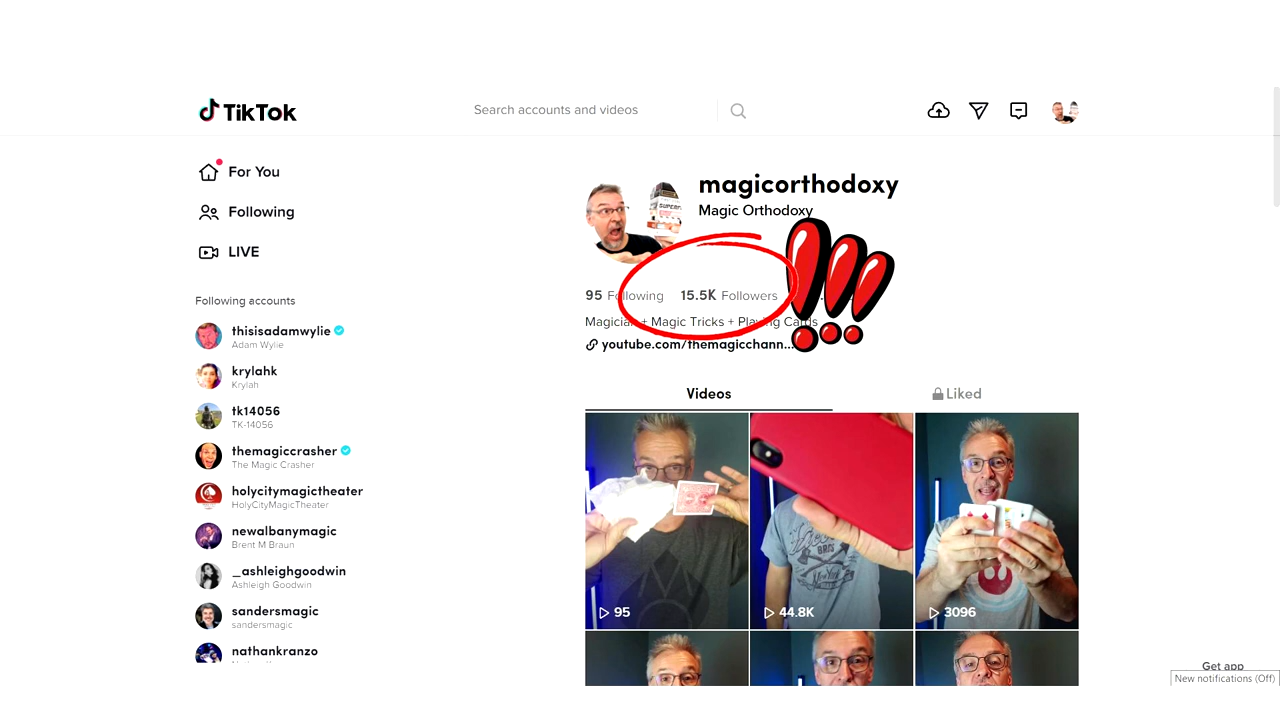 TikTok
Search accounts and videos
For You
Following
LIVE
Following accounts
thisisadamwylie
Adam Wylie
krylahk
Krylah
tk14056
TK-14056
themagiccrasher
The Magic Crasher
holycitymagictheater
HolyCityMagicTheater
newalbanymagic
Brent M Braun
_ashleighgoodwin
Ashleigh Goodwin
sandersmagic
sandersmagic
nathankranzo
magicorthodoxy
Magic Orthodoxy
95 Following 15.5K Followers
Magician + Magic Tricks + Playing Cards
youtube.com/themagicchann...
!!!
Videos
Liked
95
44.8K
3096
Get app
New notifications (Off)